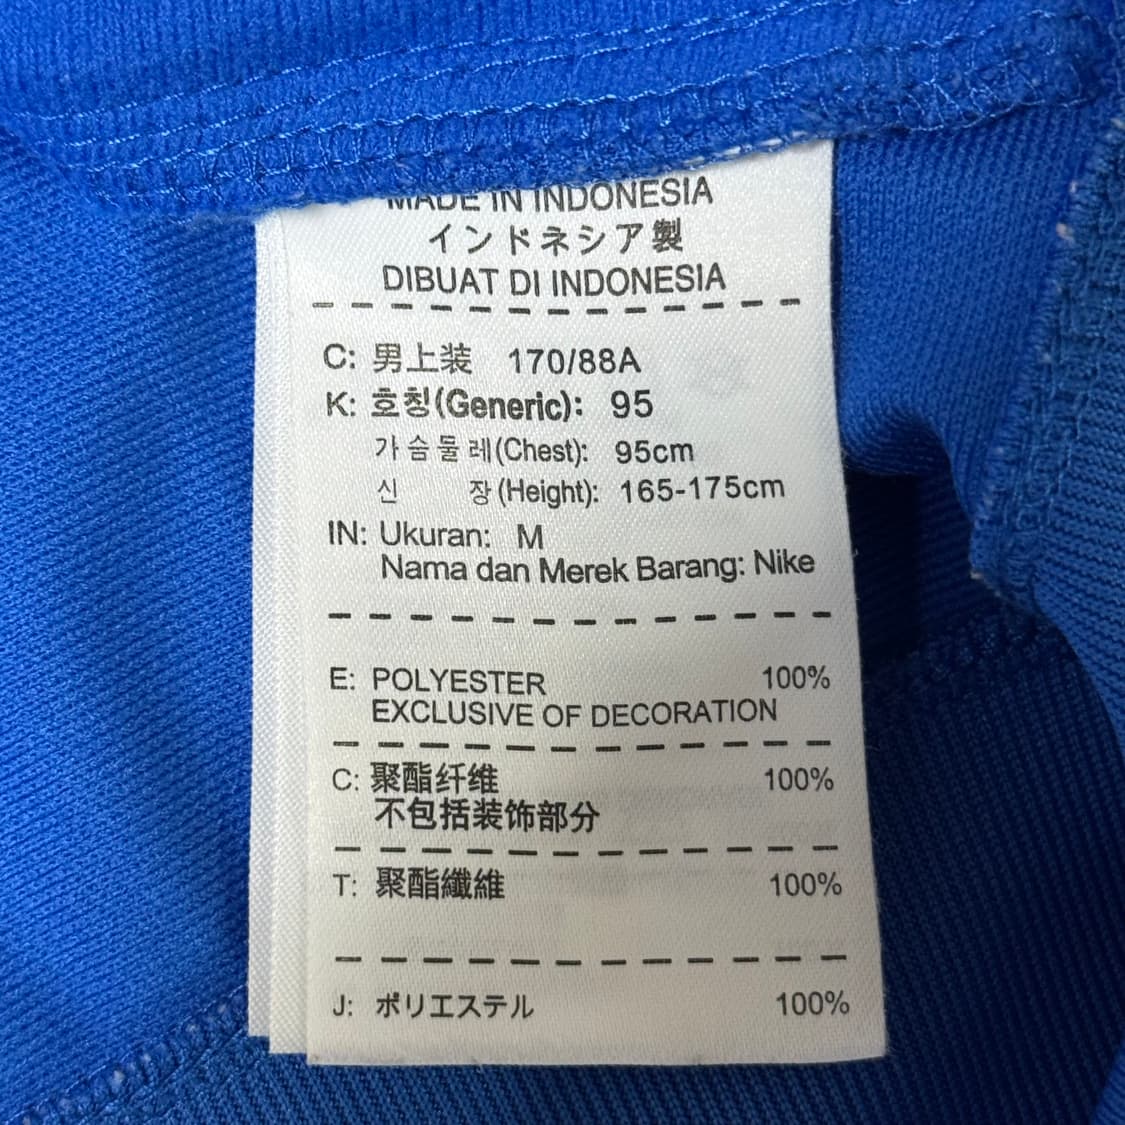 MADE IN INDONESIA
インドネシア製
DIBUAT DI INDONESIA
C: 男上装 170/88A
K: 호칭(Generic): 95
가슴둘레(Chest): 95cm
신 장(Height): 165-175cm
IN: Ukuran: M
Nama dan Merek Barang: Nike
E: POLYESTER 100%
EXCLUSIVE OF DECORATION
C: 聚酯纤维 100%
不包括装饰部分
T: 聚酯纖維 100%
J: ポリエステル 100%